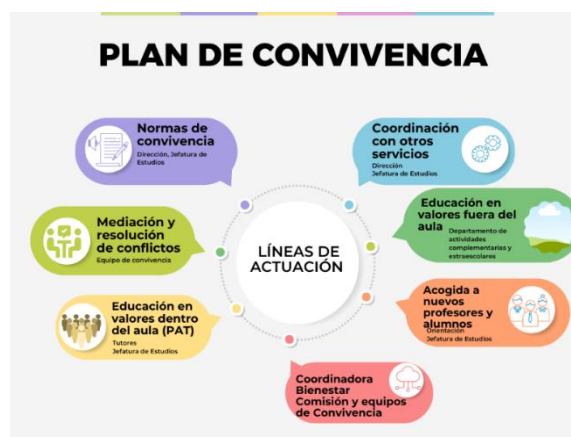 PLAN DE CONVIVENCIA
Normas de
convivencia
Dirección, Jefatura de
Estudios
Coordinación
con otros
servicios
Dirección
Jefatura de Estudios
Mediación y
resolución
de conflictos
Equipo de convivencia
LÍNEAS DE
ACTUACIÓN
Educación en
valores fuera del
aula
Departamento de
actividades
complementarias y
extraescolares
Educación en
valores dentro
del aula (PAT)
Tutores
Jefatura de Estudios
Acogida a
nuevos
profesores y
alumnos
Orientación
Jefatura de Estudios
Coordinadora
Bienestar
Comisión y equipos
de Convivencia